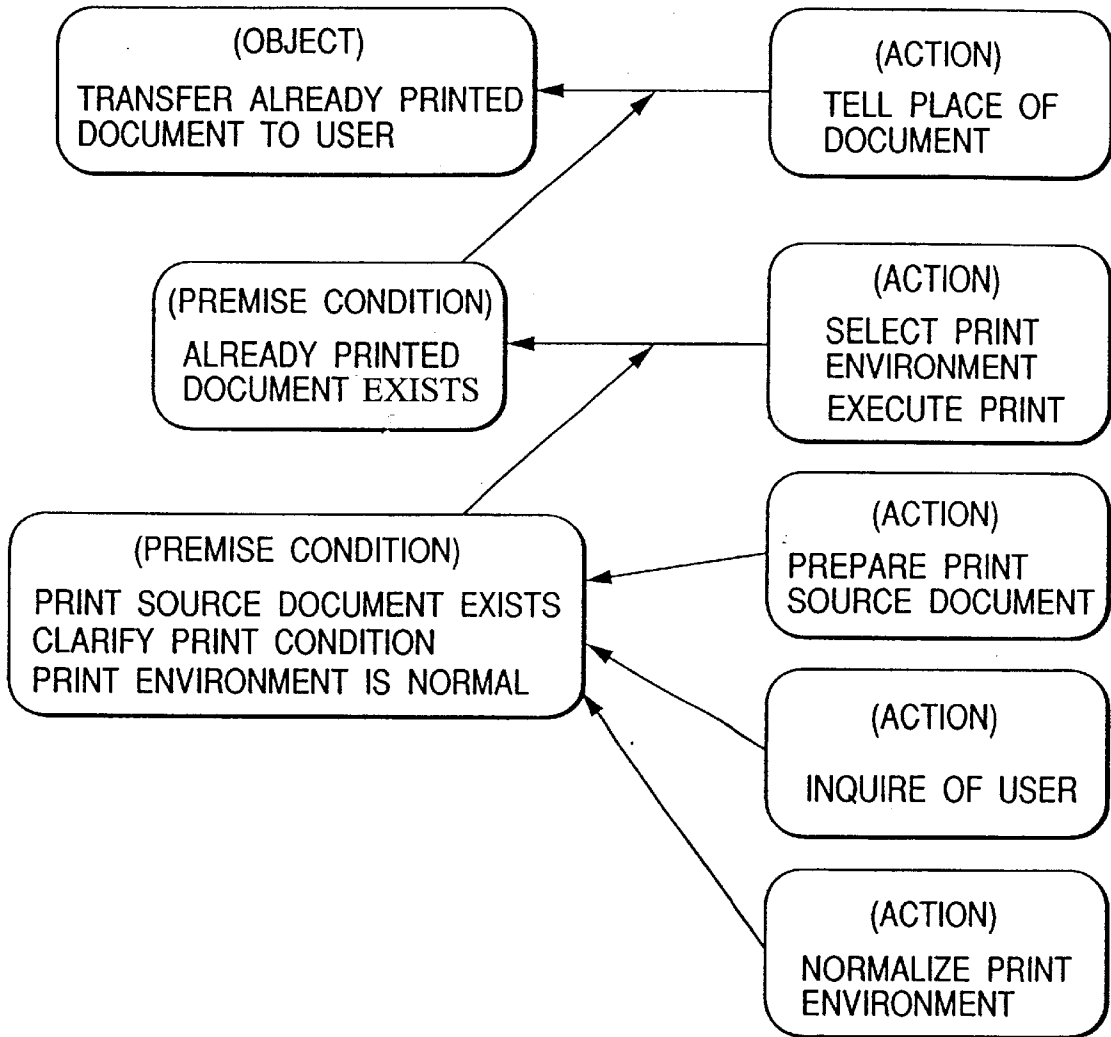 (OBJECT)
TRANSFER ALREADY PRINTED
DOCUMENT TO USER
(ACTION)
TELL PLACE OF
DOCUMENT
(PREMISE CONDITION)
ALREADY PRINTED
DOCUMENT EXISTS
(ACTION)
SELECT PRINT
ENVIRONMENT
EXECUTE PRINT
(PREMISE CONDITION)
PRINT SOURCE DOCUMENT EXISTS
CLARIFY PRINT CONDITION
PRINT ENVIRONMENT IS NORMAL
(ACTION)
PREPARE PRINT
SOURCE DOCUMENT
(ACTION)
INQUIRE OF USER
(ACTION)
NORMALIZE PRINT
ENVIRONMENT